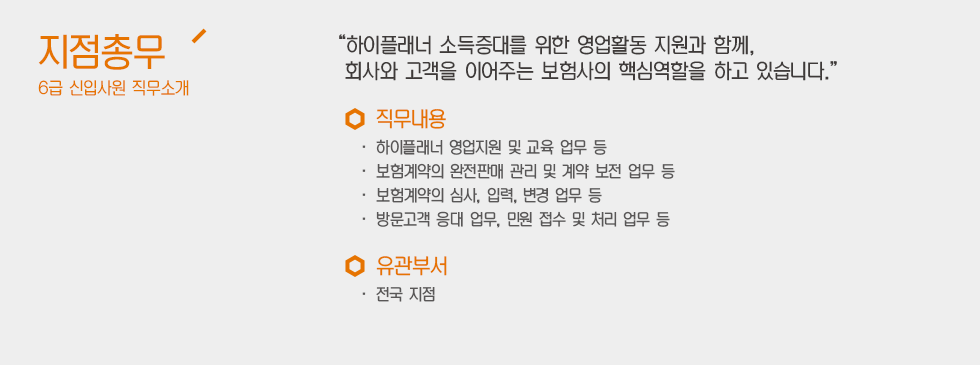 지점총무
6급 신입사원 직무소개
“하이플래너 소득증대를 위한 영업활동 지원과 함께,
회사와 고객을 이어주는 보험사의 핵심역할을 하고 있습니다.”
직무내용
· 하이플래너 영업지원 및 교육 업무 등
· 보험계약의 완전판매 관리 및 계약 보전 업무 등
· 보험계약의 심사, 입력, 변경 업무 등
· 방문고객 응대 업무, 민원 접수 및 처리 업무 등
유관부서
· 전국 지점